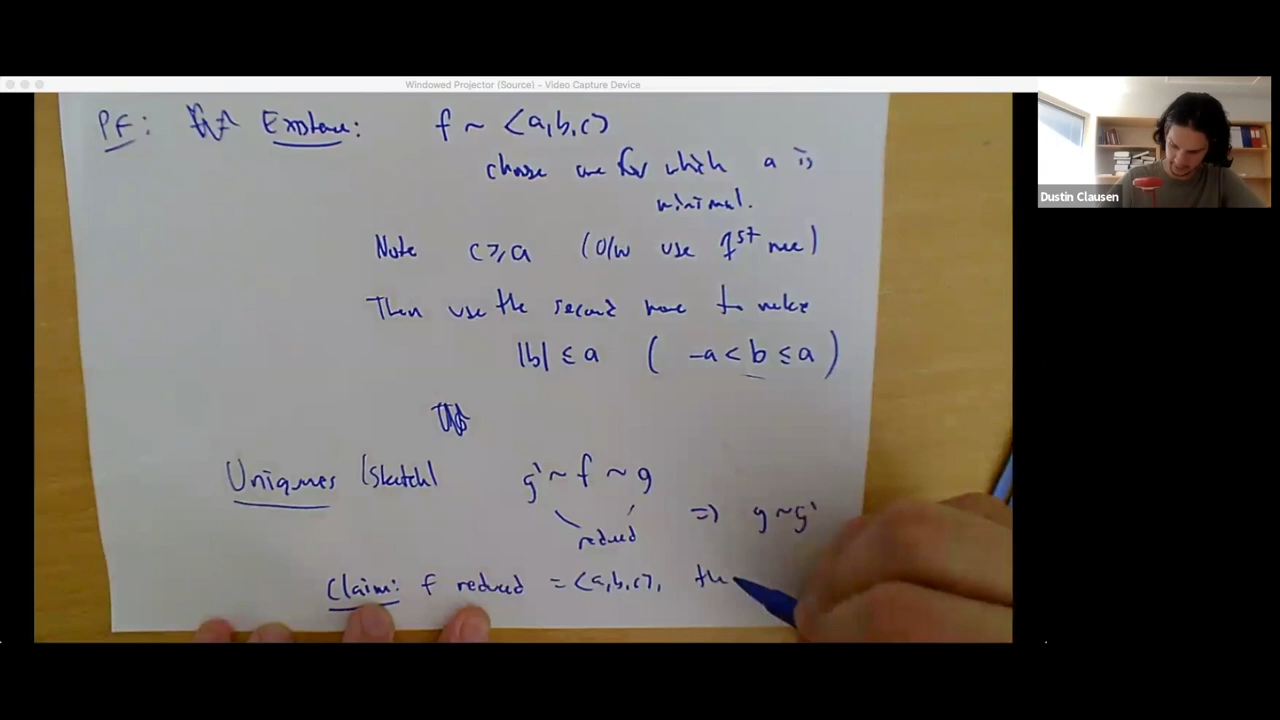 Windowed Projector (Source) - Video Capture Device
Dustin Clausen
Pf: Existence: f ~ <a,b,c>
choose one for which a is
minimal.
Note c ≥ a (o/w use 1st move)
Then use the second move to make
|b| ≤ a ( -a < b ≤ a )
Uniqueness (sketch) g' ~ f ~ g
reduced => g ~ g'
Claim: f reduced = <a,b,c>, the